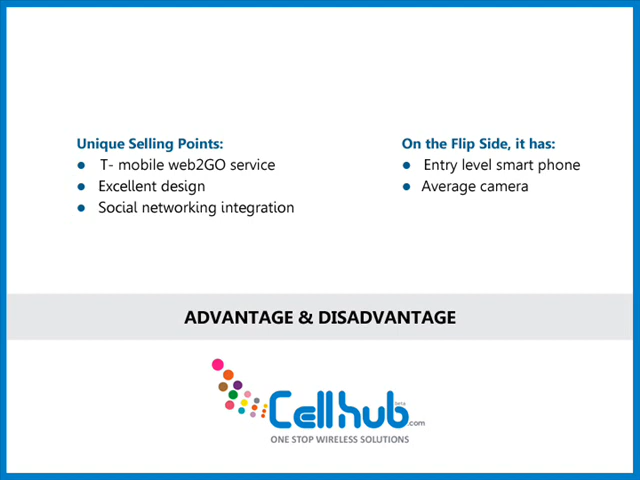 Unique Selling Points:
T- mobile web2GO service
Excellent design
Social networking integration
On the Flip Side, it has:
Entry level smart phone
Average camera
ADVANTAGE & DISADVANTAGE
Cellhub beta .com
ONE STOP WIRELESS SOLUTIONS